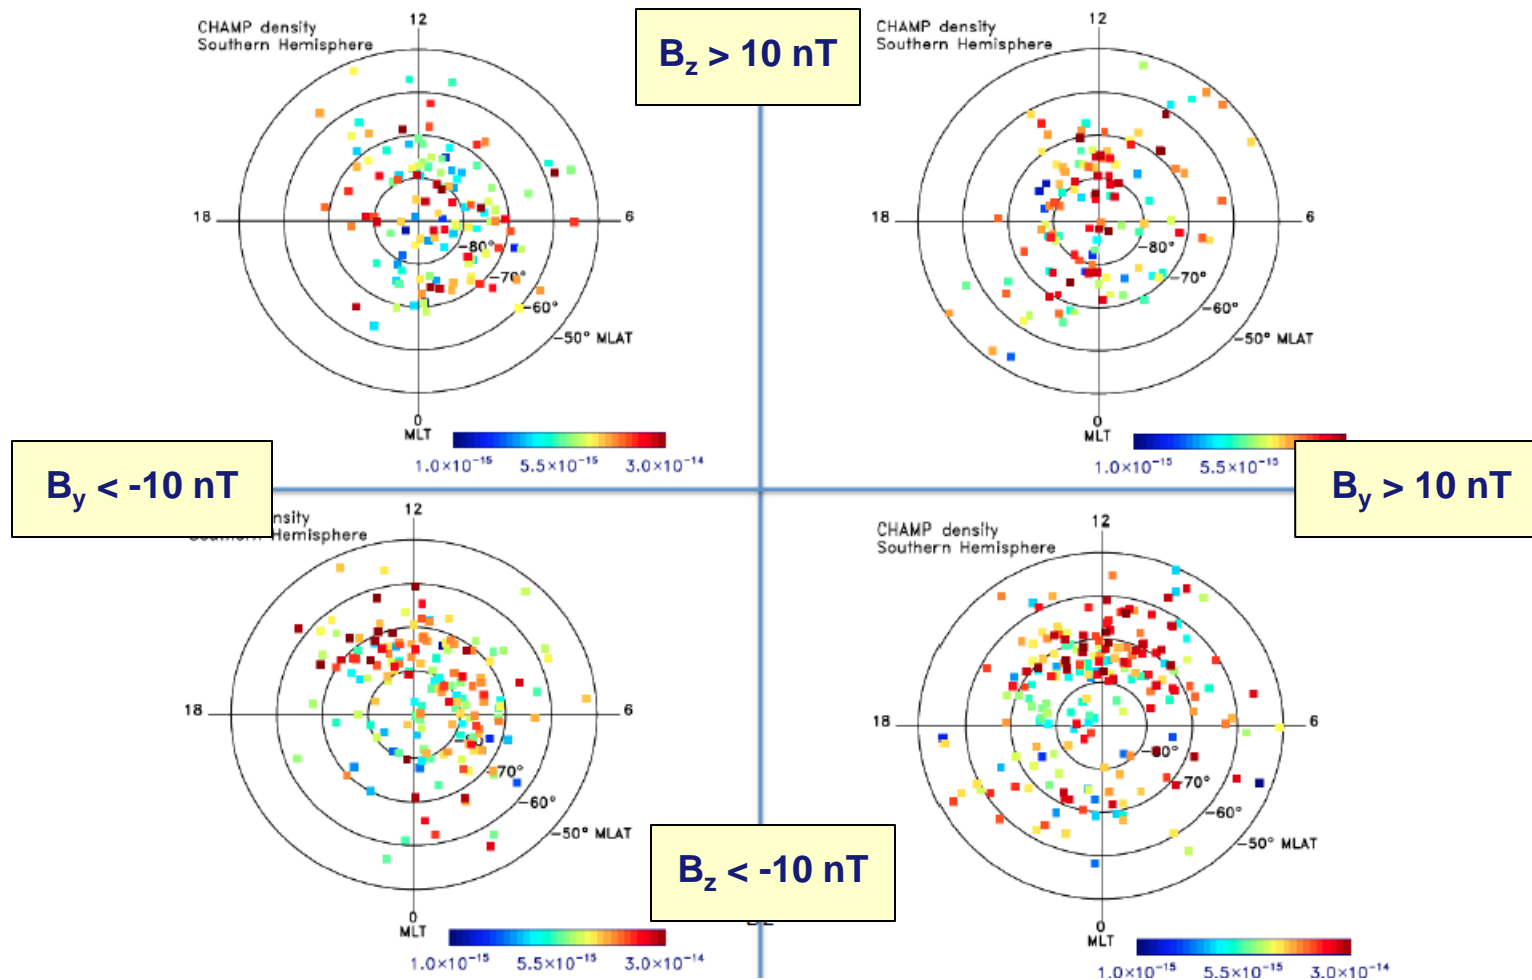 12
CHAMP density
Southern Hemisphere
18
6
−80°
−70°
−60°
−50° MLAT
0
MLT
1.0×10⁻¹⁵ 5.5×10⁻¹⁵ 3.0×10⁻¹⁴
B_z > 10 nT
12
CHAMP density
Southern Hemisphere
18
6
−80°
−70°
−60°
−50° MLAT
0
MLT
1.0×10⁻¹⁵ 5.5×10⁻¹⁵
B_y < -10 nT
B_y > 10 nT
12
nsity
Hemisphere
18
6
−70°
−60°
−50° MLAT
0
MLT
1.0×10⁻¹⁵ 5.5×10⁻¹⁵ 3.0×10⁻¹⁴
12
CHAMP density
Southern Hemisphere
18
6
−80°
−70°
−60°
−50° MLAT
0
MLT
1.0×10⁻¹⁵ 5.5×10⁻¹⁵ 3.0×10⁻¹⁴
B_z < -10 nT